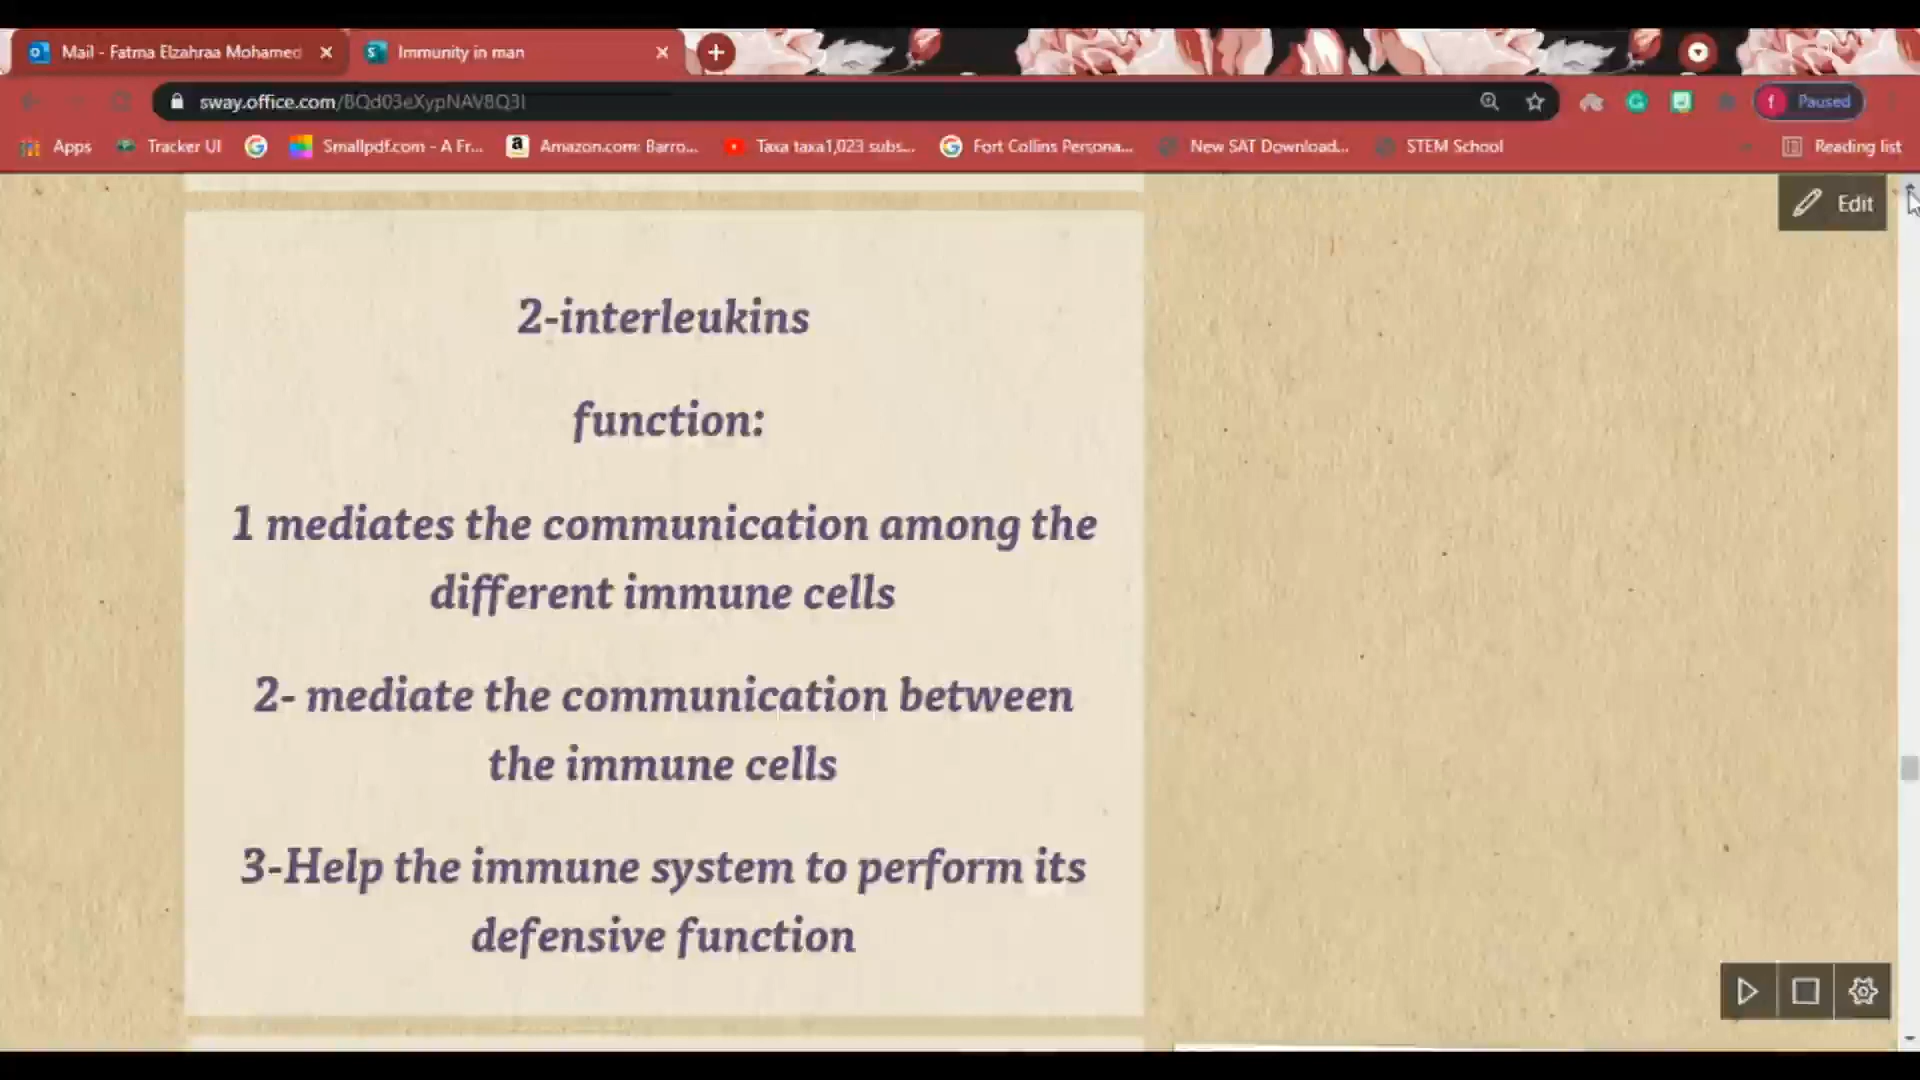 Mail - Fatma Elzahraa Mohamed
Immunity in man
sway.office.com/8Qd03eXypNAV8Q3l
f Paused
Apps
Tracker UI
Smallpdf.com - A Fr...
Amazon.com: Barro...
Taxa taxa1,023 subs...
Fort Collins Persona...
New SAT Download...
STEM School
Reading list
Edit
2-interleukins
function:
1 mediates the communication among the
different immune cells
2- mediate the communication between
the immune cells
3-Help the immune system to perform its
defensive function